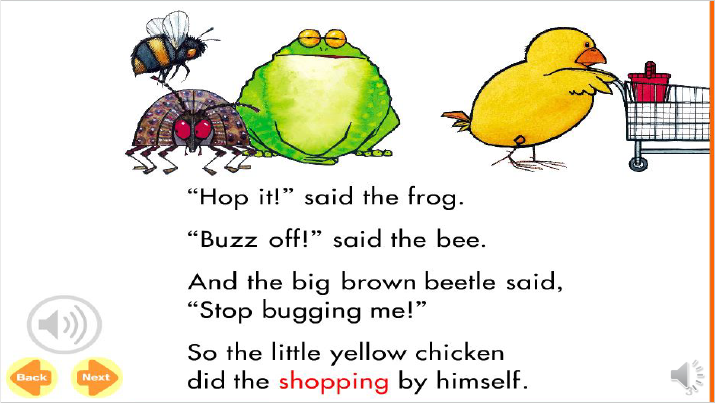 “Hop it!” said the frog.
“Buzz off!” said the bee.
And the big brown beetle said,
“Stop bugging me!”
So the little yellow chicken
did the shopping by himself.
Back
Next